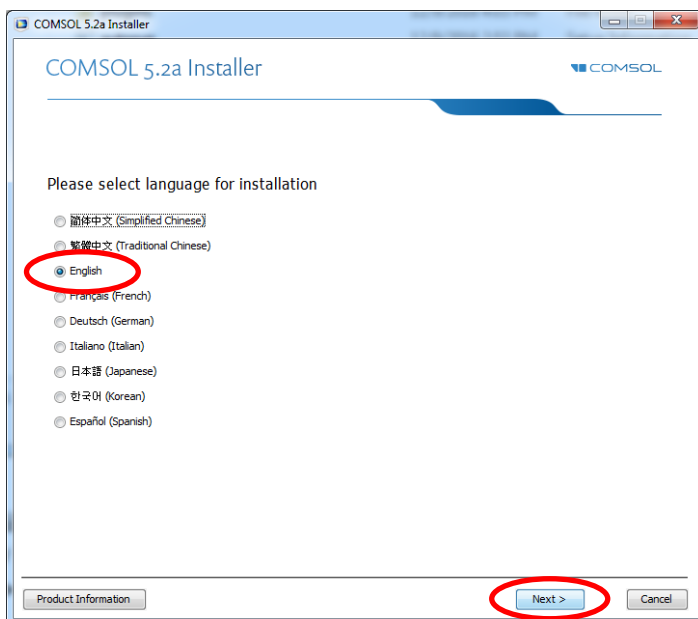 COMSOL 5.2a Installer
COMSOL 5.2a Installer
COMSOL
Please select language for installation
简体中文 (Simplified Chinese)
繁體中文 (Traditional Chinese)
English
Français (French)
Deutsch (German)
Italiano (Italian)
日本語 (Japanese)
한국어 (Korean)
Español (Spanish)
Product Information
Next >
Cancel